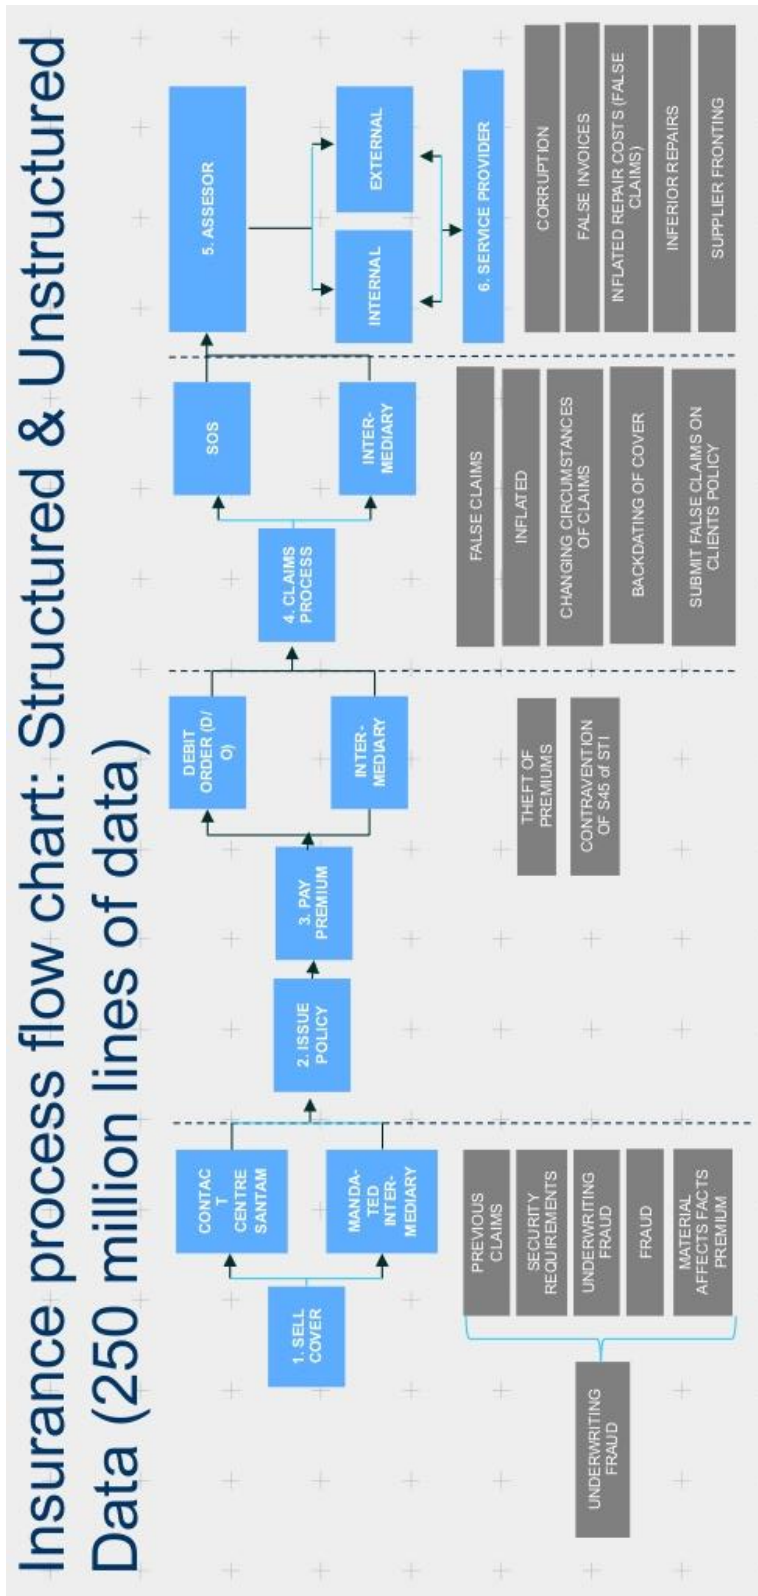 Insurance process flow chart: Structured & Unstructured
Data (250 million lines of data)
1. SELL
COVER
CONTAC
T
CENTRE
SANTAM
MANDA-
TED
INTER-
MEDIARY
2. ISSUE
POLICY
3. PAY
PREMIUM
DEBIT
ORDER (D/
O)
INTER-
MEDIARY
4. CLAIMS
PROCESS
SOS
INTER-
MEDIARY
5. ASSESOR
INTERNAL
EXTERNAL
6. SERVICE PROVIDER
UNDERWRITING
FRAUD
PREVIOUS
CLAIMS
SECURITY
REQUIREMENTS
UNDERWRITING
FRAUD
FRAUD
MATERIAL
AFFECTS FACTS
PREMIUM
THEFT OF
PREMIUMS
CONTRAVENTION
OF S45 of STI
FALSE CLAIMS
INFLATED
CHANGING CIRCUMSTANCES
OF CLAIMS
BACKDATING OF COVER
SUBMIT FALSE CLAIMS ON
CLIENTS POLICY
CORRUPTION
FALSE INVOICES
INFLATED REPAIR COSTS (FALSE
CLAIMS)
INFERIOR REPAIRS
SUPPLIER FRONTING